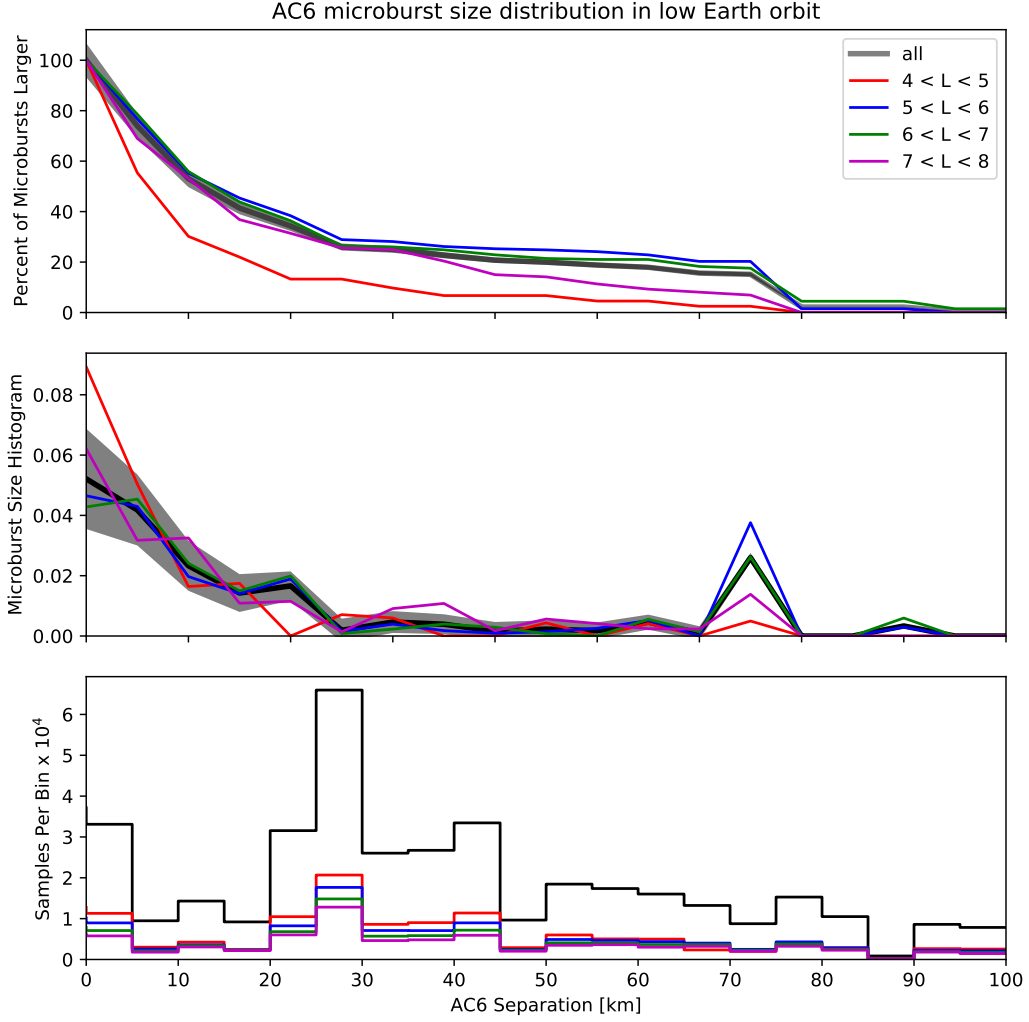 AC6 microburst size distribution in low Earth orbit
Percent of Microbursts Larger
100
80
60
40
20
0
all
4 < L < 5
5 < L < 6
6 < L < 7
7 < L < 8
Microburst Size Histogram
0.08
0.06
0.04
0.02
0.00
Samples Per Bin x 10⁴
6
5
4
3
2
1
0
0 10 20 30 40 50 60 70 80 90 100
AC6 Separation [km]